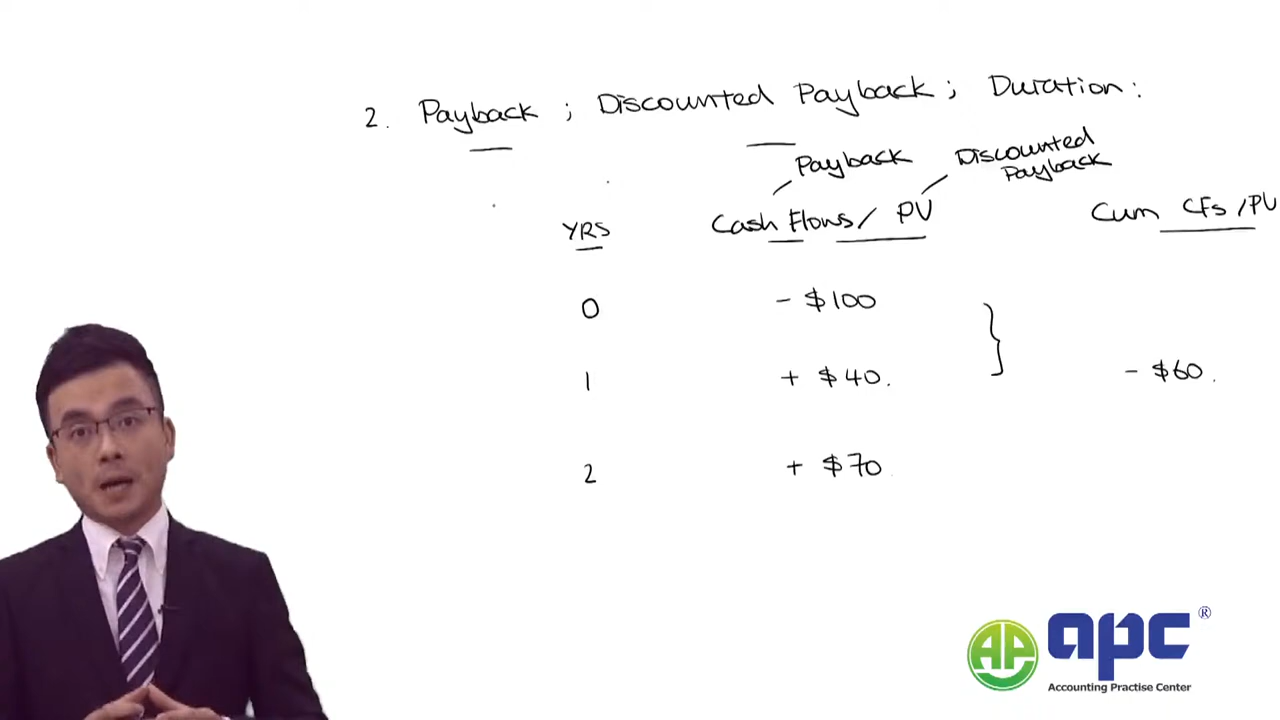 2. Payback ; Discounted Payback ; Duration :
Payback
Discounted Payback
YRS Cash Flows / PV Cum CFs / PV
0 - $100
1 + $40. - $60.
2 + $70
AP apc ®
Accounting Practise Center